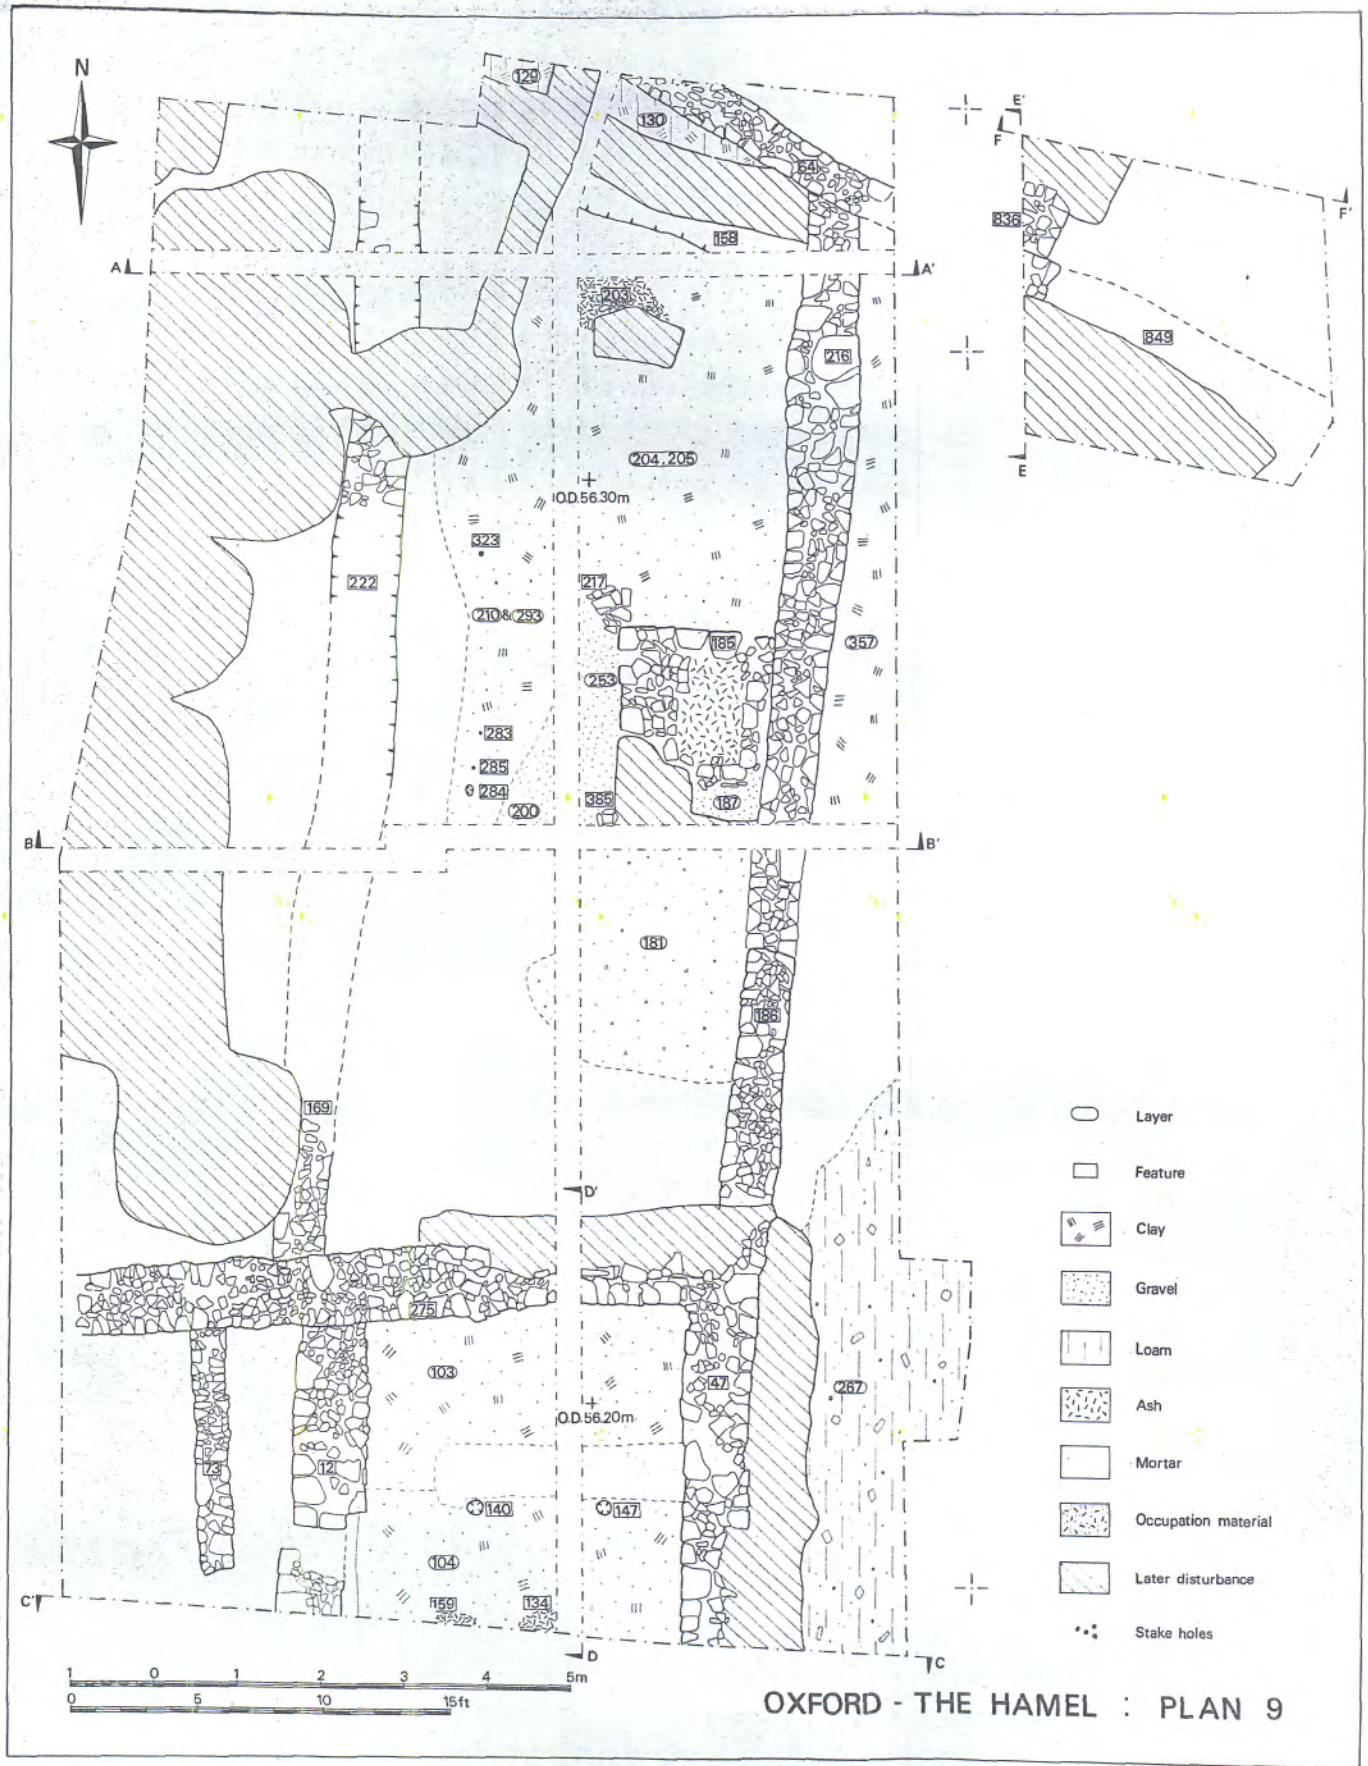 N
129
130
64
E'
F
F'
836
158
A
A'
203
849
216
E
204, 205
O.D. 56.30m
323
222
217
210 & 293
185
357
253
283
285
284
200
385
187
B
B'
181
186
169
Layer
Feature
D'
Clay
Gravel
275
Loam
103
47
267
Ash
O.D. 56.20m
73
12
Mortar
140
147
Occupation material
104
Later disturbance
C'
159
134
Stake holes
D
C
1 0 1 2 3 4 5m
0 5 10 15ft
OXFORD - THE HAMEL : PLAN 9